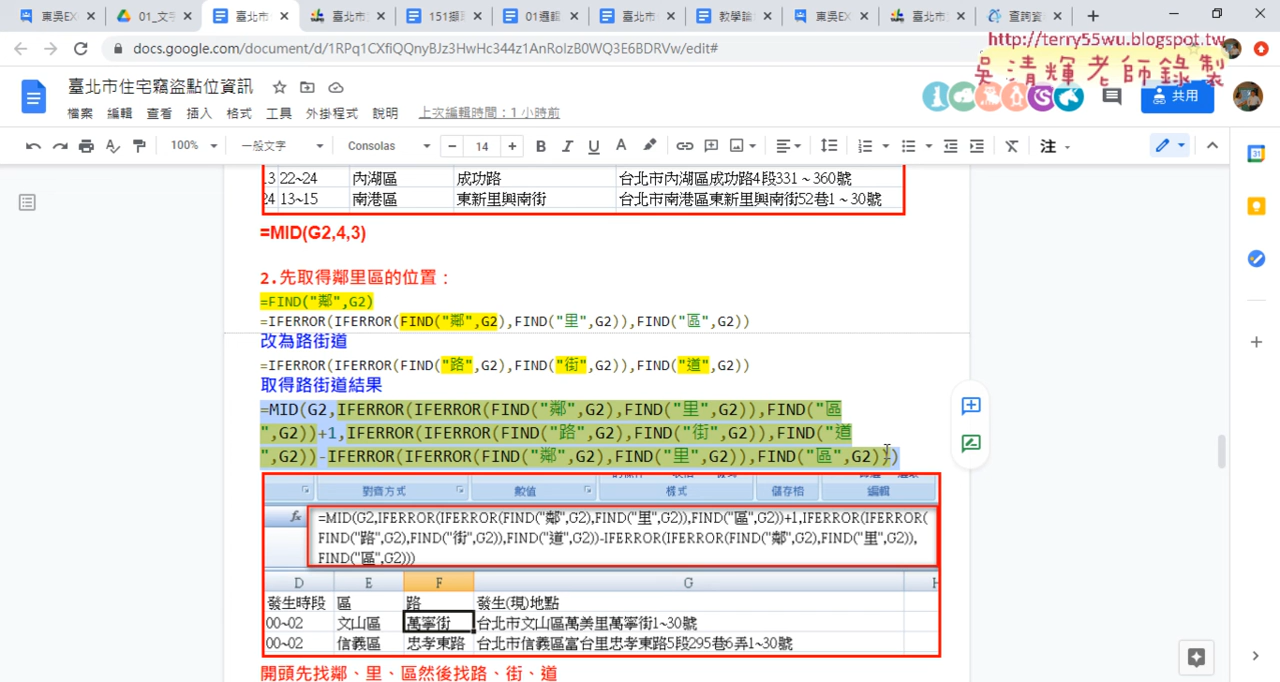 東吳EX
01_文字
臺北市
臺北市
151擷
01邏輯
臺北市
教學論
東吳EX
臺北市
查詢資
docs.google.com/document/d/1RPq1CXfiQQnyBJz3HwHc344z1AnRolzB0WQ3E6BDRVw/edit#
http://terry55wu.blogspot.tw
吳清輝老師錄製
臺北市住宅竊盜點位資訊
檔案 編輯 查看 插入 格式 工具 外掛程式 說明 上次編輯時間：1 小時前
共用
100% 一般文字 Consolas 14
13 22~24 內湖區 成功路 台北市內湖區成功路4段331～360號
24 13~15 南港區 東新里興南街 台北市南港區東新里興南街52巷1～30號
=MID(G2,4,3)
2.先取得鄰里區的位置：
=FIND("鄰",G2)
=IFERROR(IFERROR(FIND("鄰",G2),FIND("里",G2)),FIND("區",G2))
改為路街道
=IFERROR(IFERROR(FIND("路",G2),FIND("街",G2)),FIND("道",G2))
取得路街道結果
=MID(G2,IFERROR(IFERROR(FIND("鄰",G2),FIND("里",G2)),FIND("區
",G2))+1,IFERROR(IFERROR(FIND("路",G2),FIND("街",G2)),FIND("道
",G2))-IFERROR(IFERROR(FIND("鄰",G2),FIND("里",G2)),FIND("區",G2)))
對齊方式 數值 樣式 儲存格 編輯
fx =MID(G2,IFERROR(IFERROR(FIND("鄰",G2),FIND("里",G2)),FIND("區",G2))+1,IFERROR(IFERROR(
FIND("路",G2),FIND("街",G2)),FIND("道",G2))-IFERROR(IFERROR(FIND("鄰",G2),FIND("里",G2)),
FIND("區",G2)))
D E F G H
發生時段 區 路 發生(現)地點
00~02 文山區 萬寧街 台北市文山區萬美里萬寧街1~30號
00~02 信義區 忠孝東路 台北市信義區富台里忠孝東路5段295巷6弄1~30號
開頭先找鄰、里、區然後找路、街、道